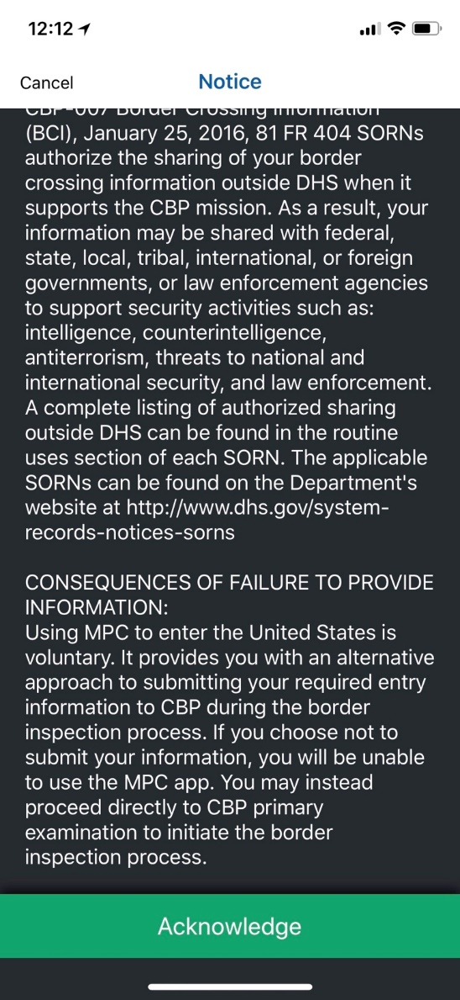 12:12
Cancel
Notice
CBP-007 Border Crossing Information
(BCI), January 25, 2016, 81 FR 404 SORNs
authorize the sharing of your border
crossing information outside DHS when it
supports the CBP mission. As a result, your
information may be shared with federal,
state, local, tribal, international, or foreign
governments, or law enforcement agencies
to support security activities such as:
intelligence, counterintelligence,
antiterrorism, threats to national and
international security, and law enforcement.
A complete listing of authorized sharing
outside DHS can be found in the routine
uses section of each SORN. The applicable
SORNs can be found on the Department's
website at http://www.dhs.gov/system-
records-notices-sorns
CONSEQUENCES OF FAILURE TO PROVIDE
INFORMATION:
Using MPC to enter the United States is
voluntary. It provides you with an alternative
approach to submitting your required entry
information to CBP during the border
inspection process. If you choose not to
submit your information, you will be unable
to use the MPC app. You may instead
proceed directly to CBP primary
examination to initiate the border
inspection process.
Acknowledge